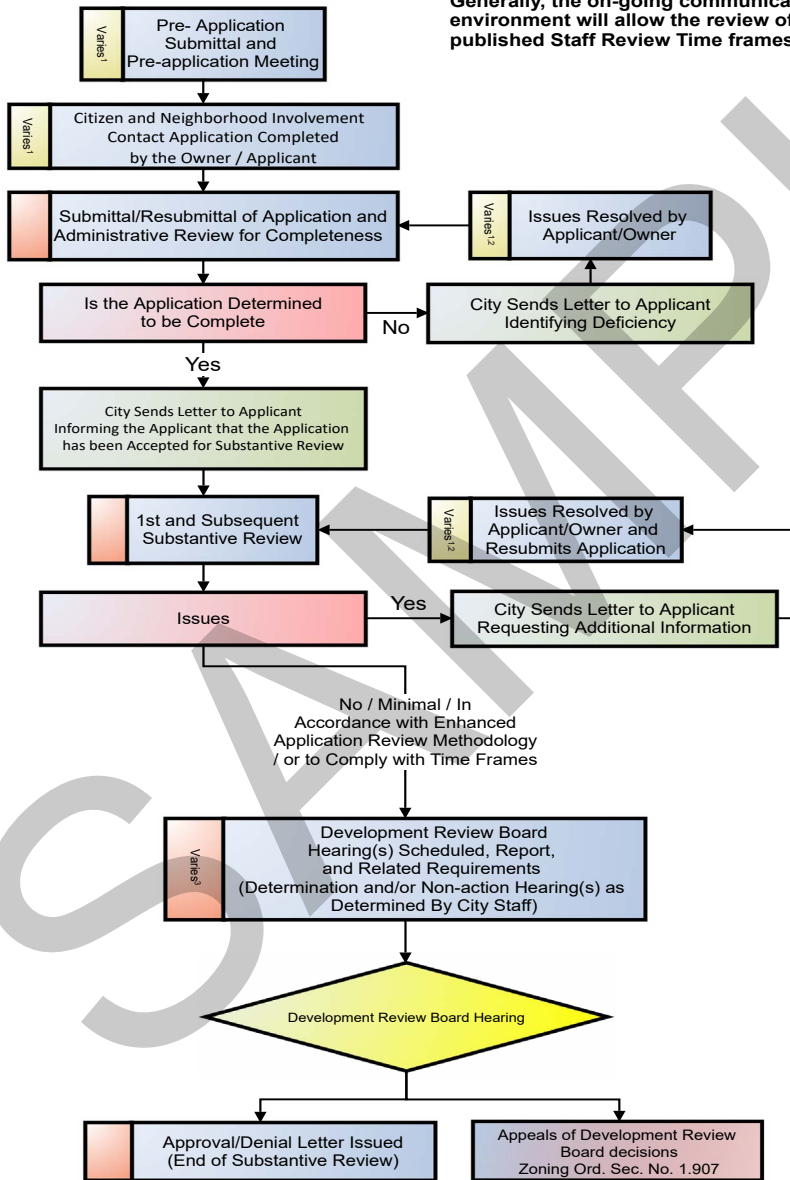 Generally, the on-going communica
environment will allow the review of
published Staff Review Time frames
Varies1
Pre- Application
Submittal and
Pre-application Meeting
Varies1
Citizen and Neighborhood Involvement
Contact Application Completed
by the Owner / Applicant
Submittal/Resubmittal of Application and
Administrative Review for Completeness
Varies1,2
Issues Resolved by
Applicant/Owner
Is the Application Determined
to be Complete
No
City Sends Letter to Applicant
Identifying Deficiency
Yes
City Sends Letter to Applicant
Informing the Applicant that the Application
has been Accepted for Substantive Review
1st and Subsequent
Substantive Review
Varies1,2
Issues Resolved by
Applicant/Owner and
Resubmits Application
Issues
Yes
City Sends Letter to Applicant
Requesting Additional Information
No / Minimal / In
Accordance with Enhanced
Application Review Methodology
/ or to Comply with Time Frames
Varies3
Development Review Board
Hearing(s) Scheduled, Report,
and Related Requirements
(Determination and/or Non-action Hearing(s) as
Determined By City Staff)
Development Review Board Hearing
Approval/Denial Letter Issued
(End of Substantive Review)
Appeals of Development Review
Board decisions
Zoning Ord. Sec. No. 1.907
SAMP